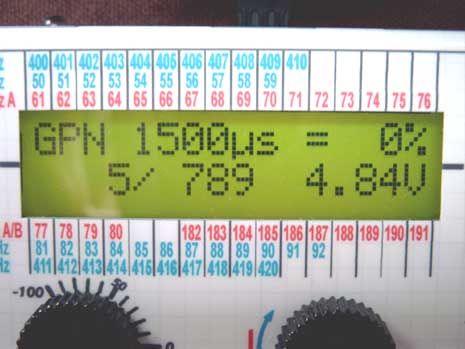 z 400 401 402 403 404 405 406 407 408 409 410
z 50 51 52 53 54 55 56 57 58 59
z A 61 62 63 64 65 66 67 68 69 70 71 72 73 74 75 76
GPN 1500µs = 0%
5/ 789 4.84V
A/B 77 78 79 80 182 183 184 185 186 187 188 189 190 191
Hz 81 82 83 84 85 86 87 88 89 90 91 92
Hz 411 412 413 414 415 416 417 418 419 420
-100 50
0